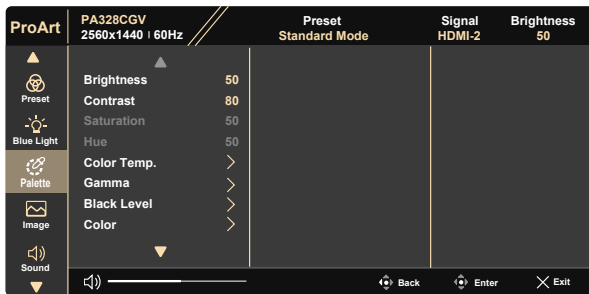 ProArt
PA328CGV
2560x1440 | 60Hz
Preset
Standard Mode
Signal
HDMI-2
Brightness
50
Preset
Blue Light
Palette
Image
Sound
Brightness 50
Contrast 80
Saturation 50
Hue 50
Color Temp.
Gamma
Black Level
Color
Back
Enter
Exit